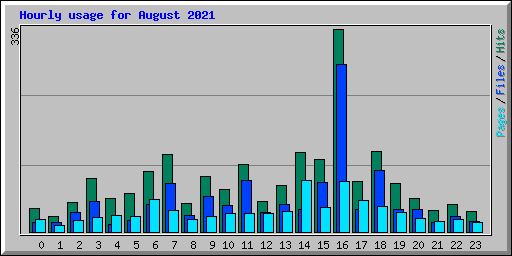 Hourly usage for August 2021
336
Pages / Files / Hits
0 1 2 3 4 5 6 7 8 9 10 11 12 13 14 15 16 17 18 19 20 21 22 23